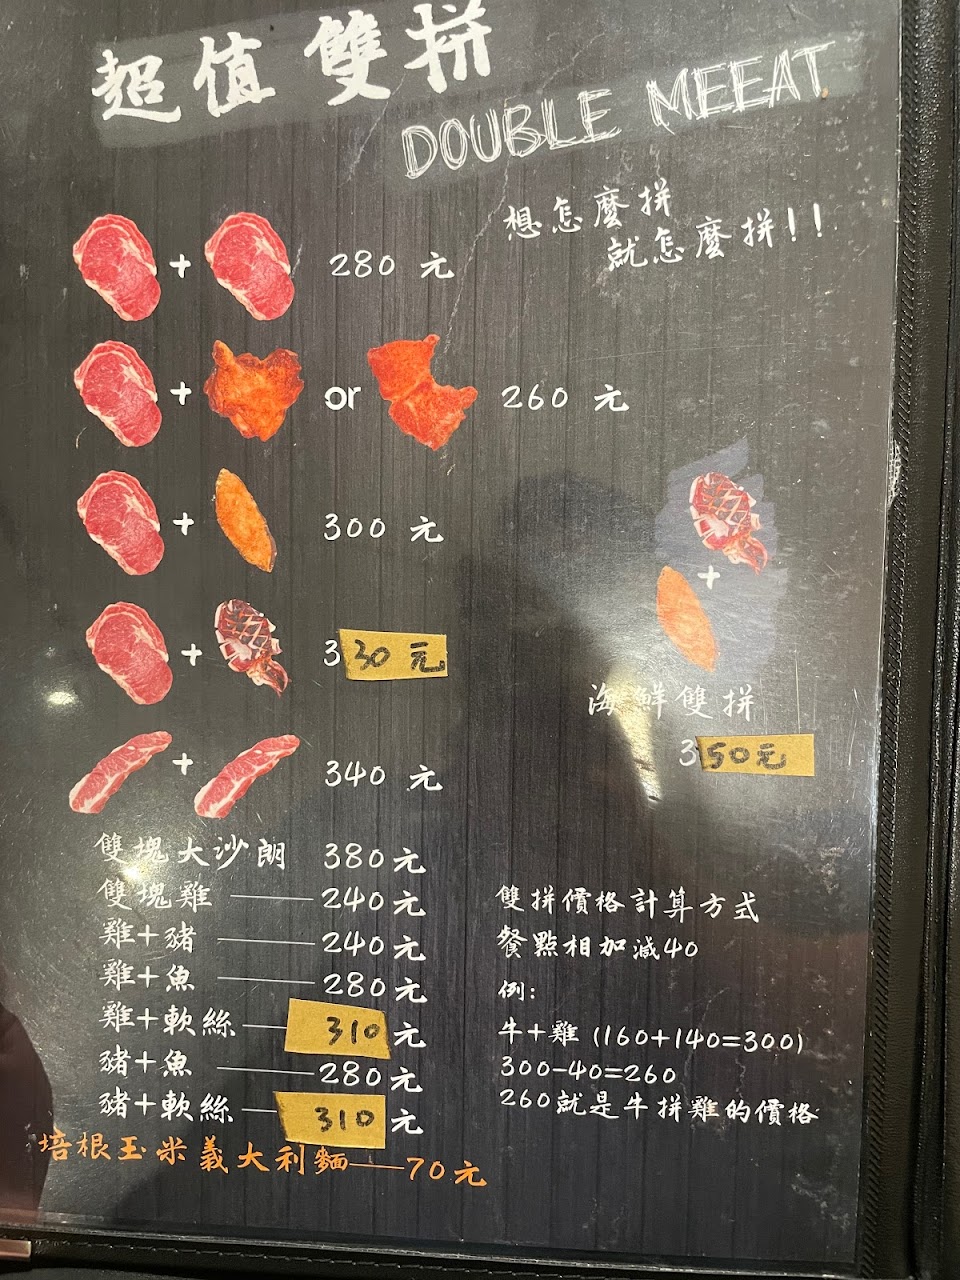 超值雙拼
DOUBLE MEEAT
想怎麼拼
就怎麼拼!!
+ 280 元
+ or 260 元
+ 300 元
+ 330 元
+ 340 元
+
海鮮雙拼
350元
雙塊大沙朗 380元
雙塊雞 240元
雞+豬 240元
雞+魚 280元
雞+軟絲 310元
豬+魚 280元
豬+軟絲 310元
培根玉米義大利麵 70元
雙拼價格計算方式
餐點相加減40
例:
牛+雞 (160+140=300)
300-40=260
260就是牛拼雞的價格